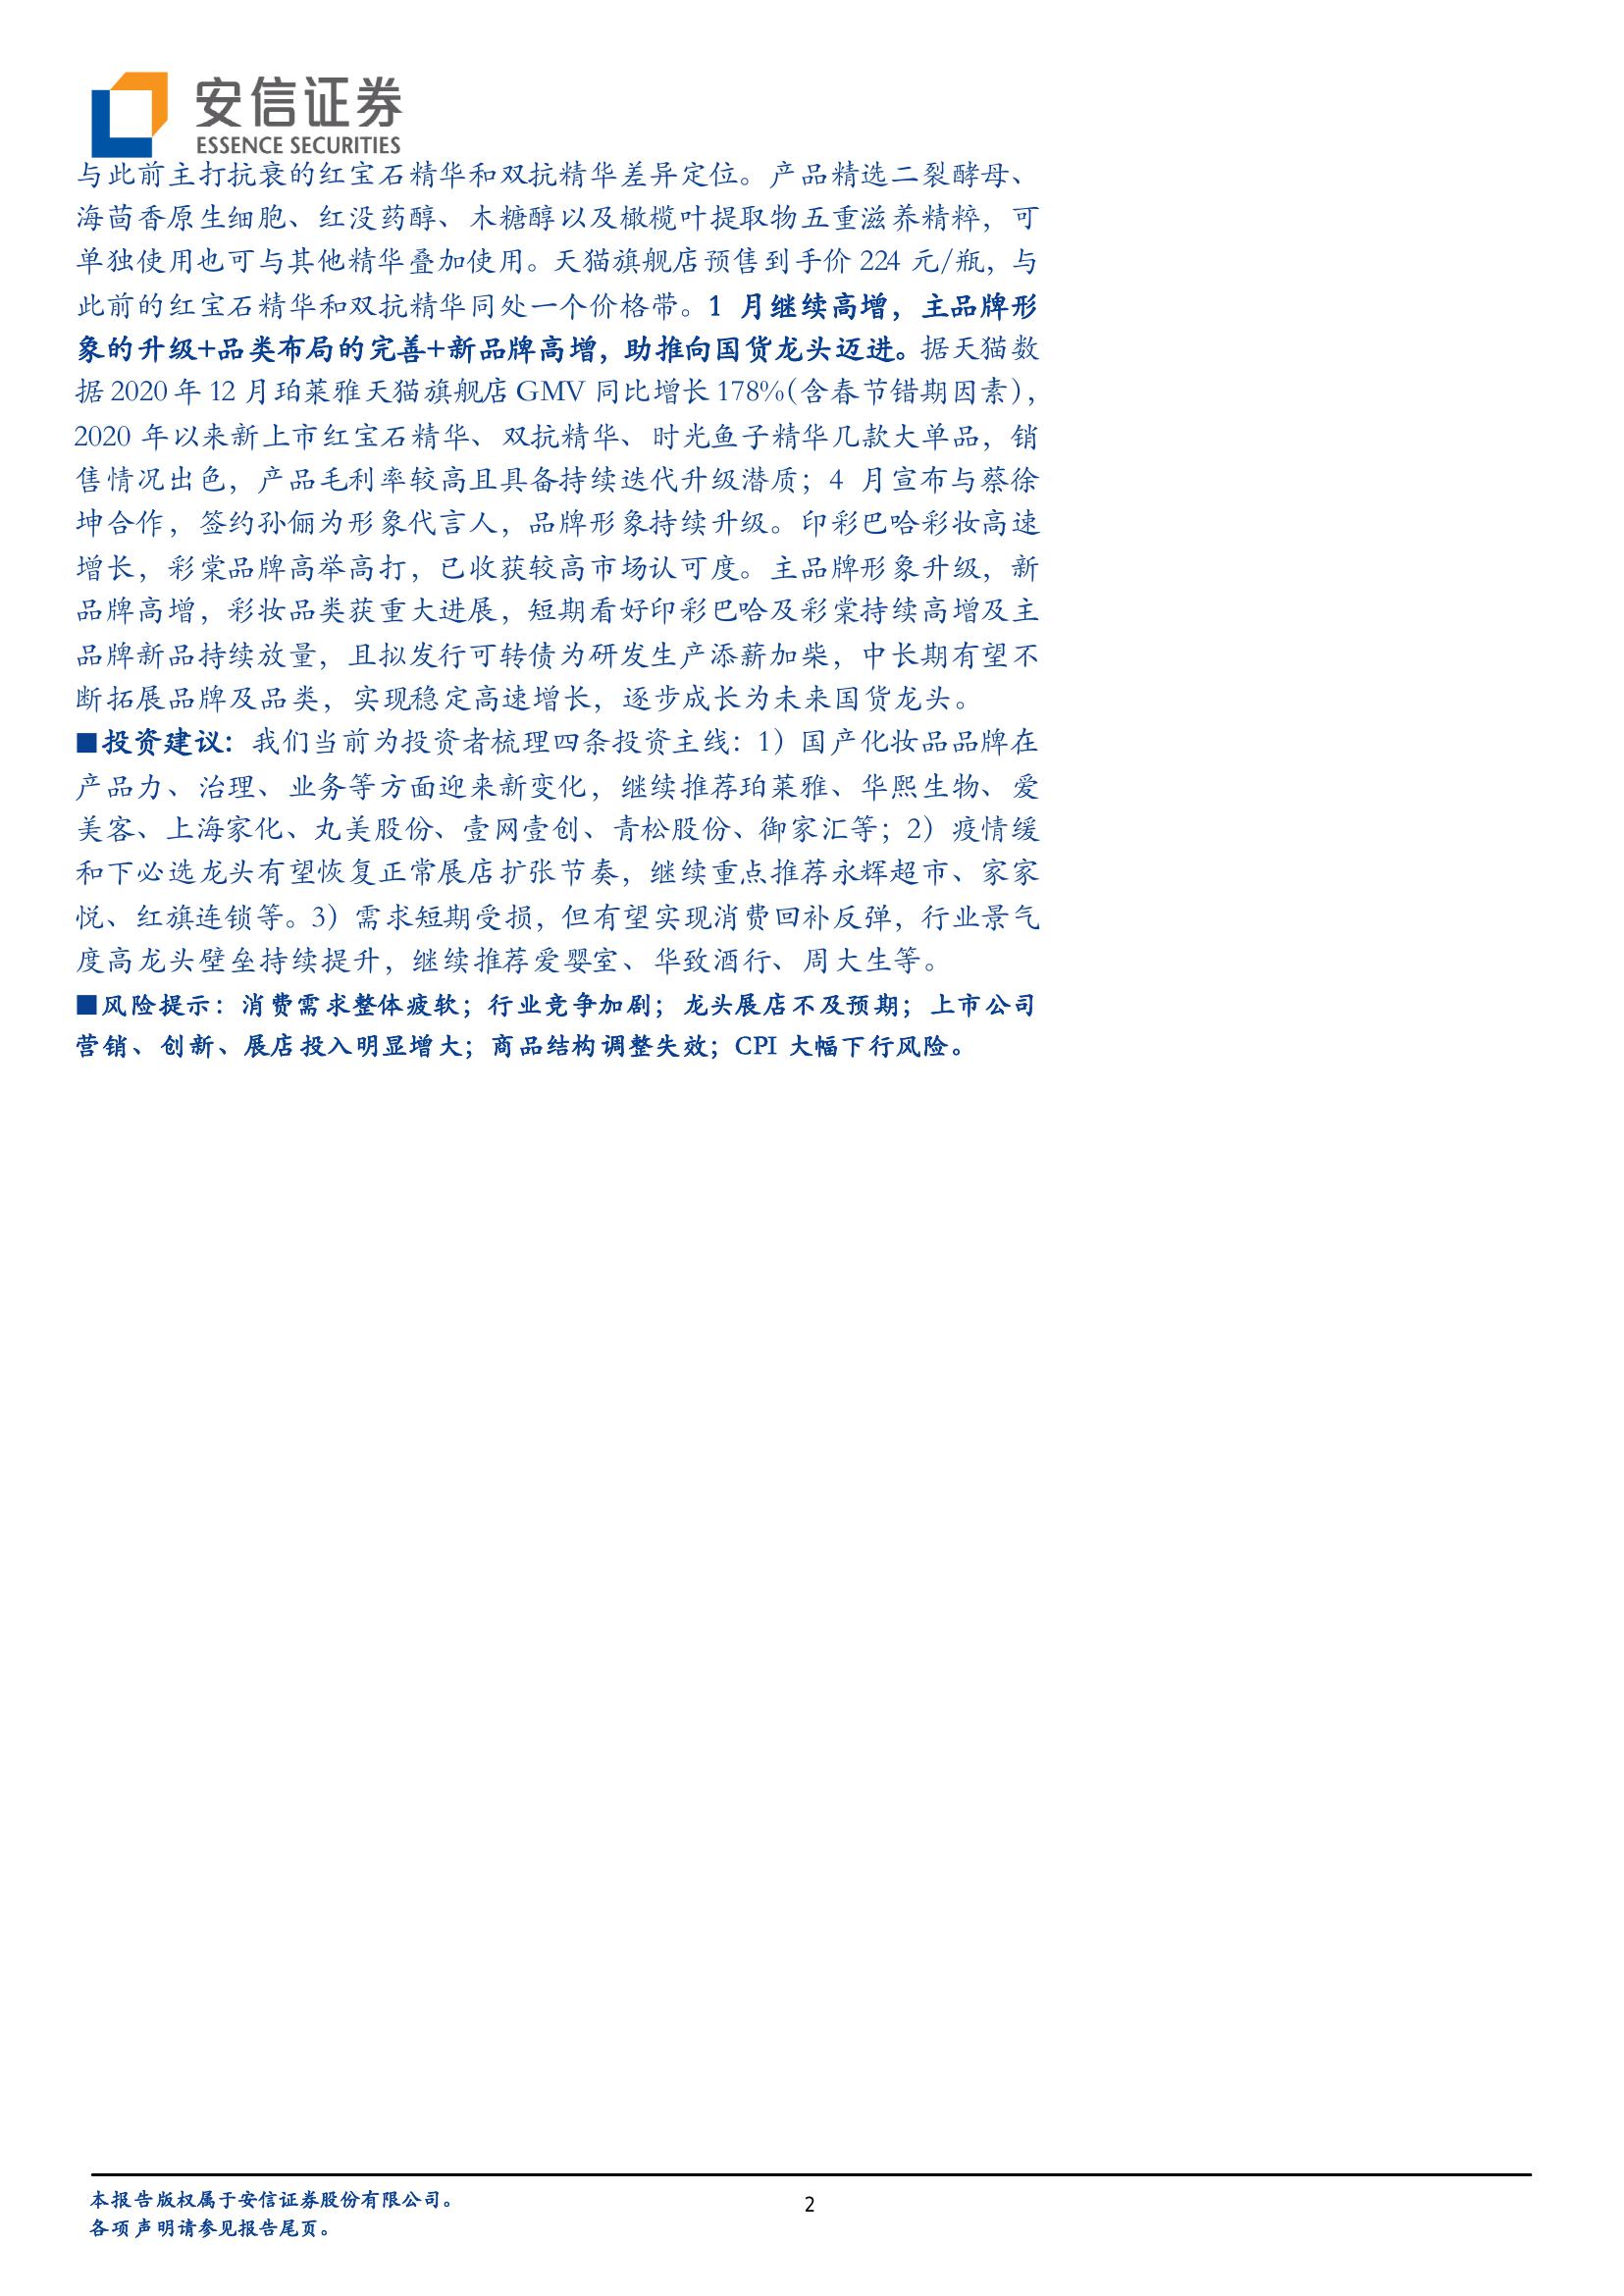 安信证券
ESSENCE SECURITIES
与此前主打抗衰的红宝石精华和双抗精华差异定位。产品精选二裂酵母、
海茴香原生细胞、红没药醇、木糖醇以及橄榄叶提取物五重滋养精粹，可
单独使用也可与其他精华叠加使用。天猫旗舰店预售到手价 224 元/瓶，与
此前的红宝石精华和双抗精华同处一个价格带。1 月继续高增，主品牌形
象的升级+品类布局的完善+新品牌高增，助推向国货龙头迈进。据天猫数
据 2020 年 12 月珀莱雅天猫旗舰店 GMV 同比增长 178%（含春节错期因素），
2020 年以来新上市红宝石精华、双抗精华、时光鱼子精华几款大单品，销
售情况出色，产品毛利率较高且具备持续迭代升级潜质；4 月宣布与蔡徐
坤合作，签约孙俪为形象代言人，品牌形象持续升级。印彩巴哈彩妆高速
增长，彩棠品牌高举高打，已收获较高市场认可度。主品牌形象升级，新
品牌高增，彩妆品类获重大进展，短期看好印彩巴哈及彩棠持续高增及主
品牌新品持续放量，且拟发行可转债为研发生产添薪加柴，中长期有望不
断拓展品牌及品类，实现稳定高速增长，逐步成长为未来国货龙头。
■投资建议：我们当前为投资者梳理四条投资主线：1）国产化妆品品牌在
产品力、治理、业务等方面迎来新变化，继续推荐珀莱雅、华熙生物、爱
美客、上海家化、丸美股份、壹网壹创、青松股份、御家汇等；2）疫情缓
和下必选龙头有望恢复正常展店扩张节奏，继续重点推荐永辉超市、家家
悦、红旗连锁等。3）需求短期受损，但有望实现消费回补反弹，行业景气
度高龙头壁垒持续提升，继续推荐爱婴室、华致酒行、周大生等。
■风险提示：消费需求整体疲软；行业竞争加剧；龙头展店不及预期；上市公司
营销、创新、展店投入明显增大；商品结构调整失效；CPI 大幅下行风险。
本报告版权属于安信证券股份有限公司。
2
各项声明请参见报告尾页。